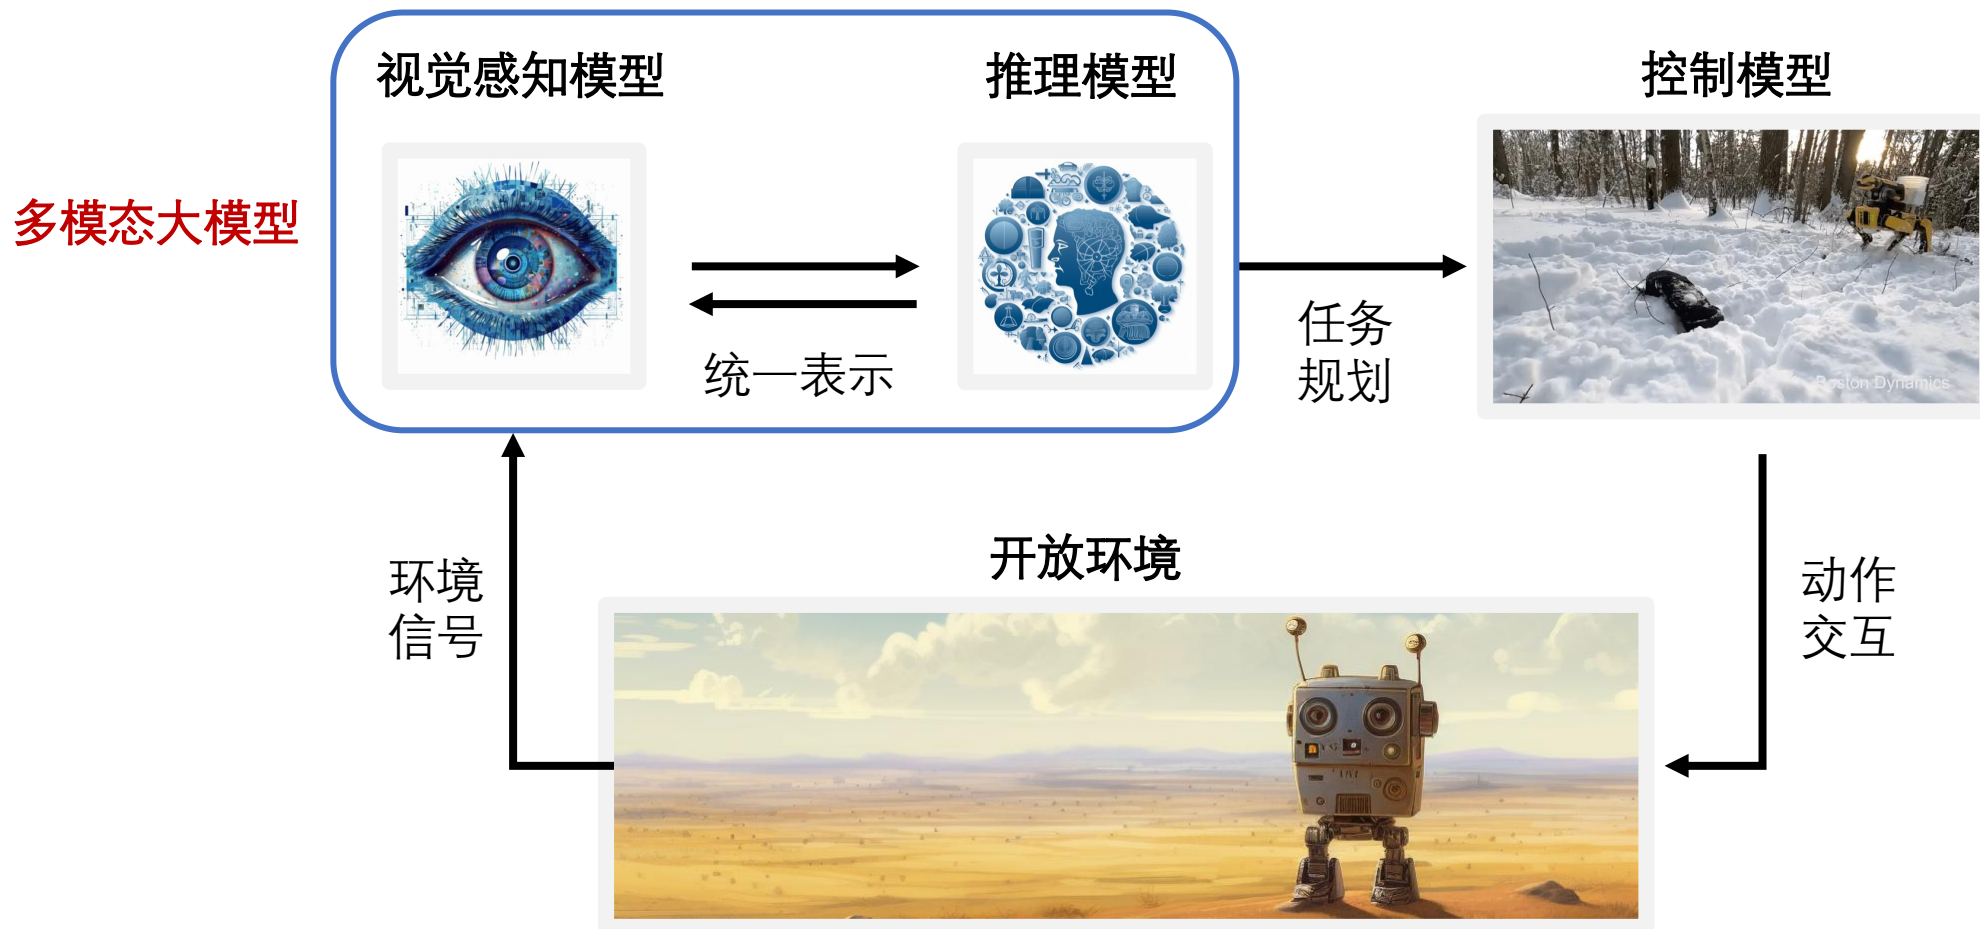 视觉感知模型
推理模型
控制模型
多模态大模型
统一表示
任务
规划
Boston Dynamics
开放环境
环境
信号
动作
交互